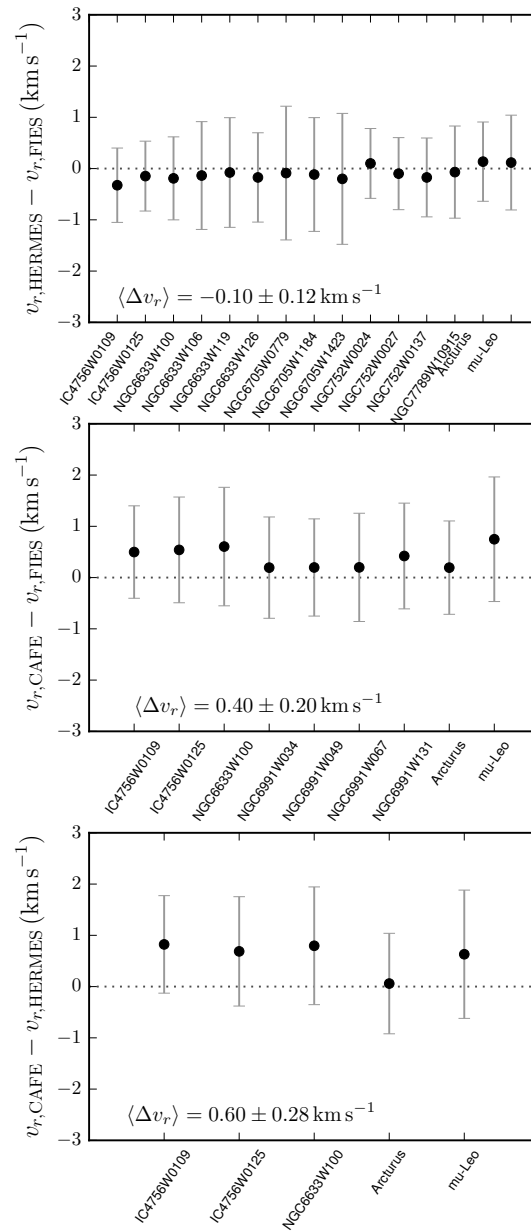 3
2
1
0
−1
−2
−3
v_r,HERMES − v_r,FIES (km s⁻¹)
⟨Δv_r⟩ = −0.10 ± 0.12 km s⁻¹
IC4756W0109
IC4756W0125
NGC6633W100
NGC6633W106
NGC6633W119
NGC6633W126
NGC6705W0779
NGC6705W1184
NGC6705W1423
NGC752W0024
NGC752W0027
NGC752W0137
NGC7789W10915
Arcturus
mu-Leo
3
2
1
0
−1
−2
−3
v_r,CAFE − v_r,FIES (km s⁻¹)
⟨Δv_r⟩ = 0.40 ± 0.20 km s⁻¹
IC4756W0109
IC4756W0125
NGC6633W100
NGC6991W034
NGC6991W049
NGC6991W067
NGC6991W131
Arcturus
mu-Leo
3
2
1
0
−1
−2
−3
v_r,CAFE − v_r,HERMES (km s⁻¹)
⟨Δv_r⟩ = 0.60 ± 0.28 km s⁻¹
IC4756W0109
IC4756W0125
NGC6633W100
Arcturus
mu-Leo